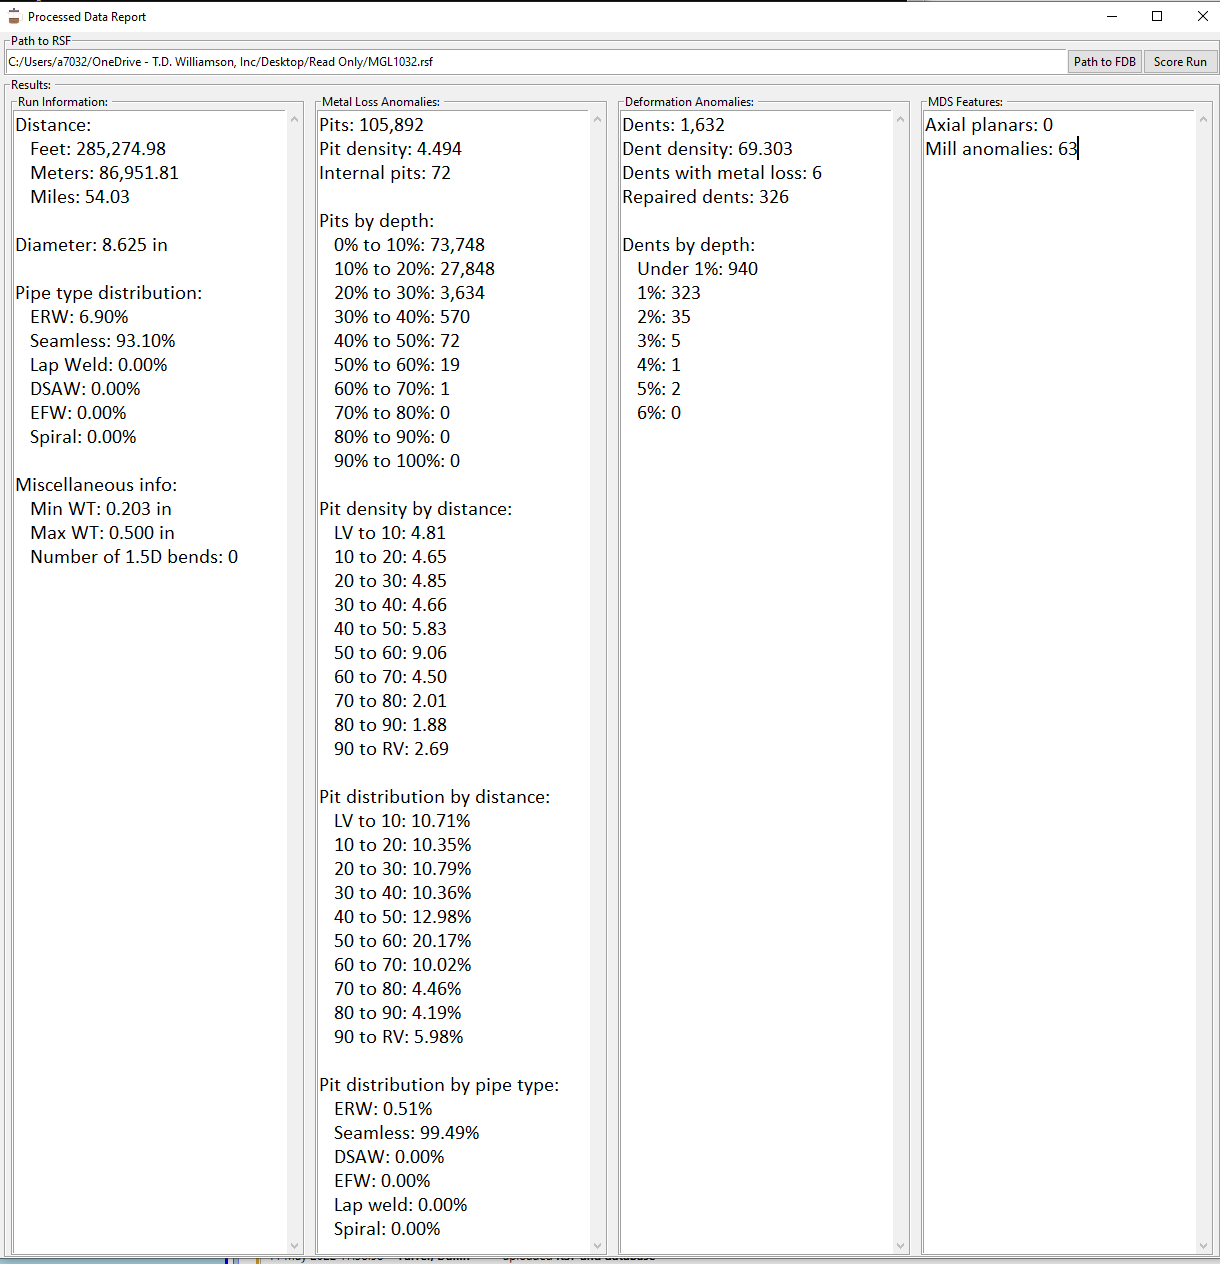 Processed Data Report
Path to RSF
C:/Users/a7032/OneDrive - T.D. Williamson, Inc/Desktop/Read Only/MGL1032.rsf
Path to FDB
Score Run
Results:
Run Information:
Distance:
Feet: 285,274.98
Meters: 86,951.81
Miles: 54.03
Diameter: 8.625 in
Pipe type distribution:
ERW: 6.90%
Seamless: 93.10%
Lap Weld: 0.00%
DSAW: 0.00%
EFW: 0.00%
Spiral: 0.00%
Miscellaneous info:
Min WT: 0.203 in
Max WT: 0.500 in
Number of 1.5D bends: 0
Metal Loss Anomalies:
Pits: 105,892
Pit density: 4.494
Internal pits: 72
Pits by depth:
0% to 10%: 73,748
10% to 20%: 27,848
20% to 30%: 3,634
30% to 40%: 570
40% to 50%: 72
50% to 60%: 19
60% to 70%: 1
70% to 80%: 0
80% to 90%: 0
90% to 100%: 0
Pit density by distance:
LV to 10: 4.81
10 to 20: 4.65
20 to 30: 4.85
30 to 40: 4.66
40 to 50: 5.83
50 to 60: 9.06
60 to 70: 4.50
70 to 80: 2.01
80 to 90: 1.88
90 to RV: 2.69
Pit distribution by distance:
LV to 10: 10.71%
10 to 20: 10.35%
20 to 30: 10.79%
30 to 40: 10.36%
40 to 50: 12.98%
50 to 60: 20.17%
60 to 70: 10.02%
70 to 80: 4.46%
80 to 90: 4.19%
90 to RV: 5.98%
Pit distribution by pipe type:
ERW: 0.51%
Seamless: 99.49%
DSAW: 0.00%
EFW: 0.00%
Lap weld: 0.00%
Spiral: 0.00%
Deformation Anomalies:
Dents: 1,632
Dent density: 69.303
Dents with metal loss: 6
Repaired dents: 326
Dents by depth:
Under 1%: 940
1%: 323
2%: 35
3%: 5
4%: 1
5%: 2
6%: 0
MDS Features:
Axial planars: 0
Mill anomalies: 63